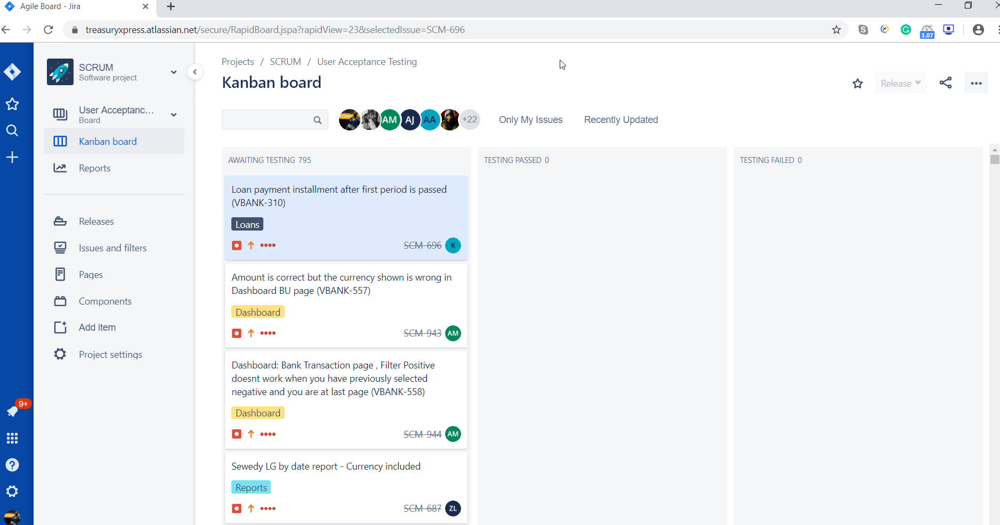 Agile Board - Jira
treasuryxpress.atlassian.net/secure/RapidBoard.jspa?rapidView=23&selectedIssue=SCM-696
3.07
SCRUM
Software project
User Acceptanc...
Board
Kanban board
Reports
Releases
Issues and filters
Pages
Components
Add item
Project settings
9+
Projects / SCRUM / User Acceptance Testing
Kanban board
Release
AM AJ AA +22 Only My Issues Recently Updated
AWAITING TESTING 795
Loan payment installment after first period is passed
(VBANK-310)
Loans
SCM-696 K
Amount is correct but the currency shown is wrong in
Dashboard BU page (VBANK-557)
Dashboard
SCM-943 AM
Dashboard: Bank Transaction page , Filter Positive
doesnt work when you have previously selected
negative and you are at last page (VBANK-558)
Dashboard
SCM-944 AM
Sewedy LG by date report - Currency included
Reports
SCM-687 ZL
TESTING PASSED 0
TESTING FAILED 0